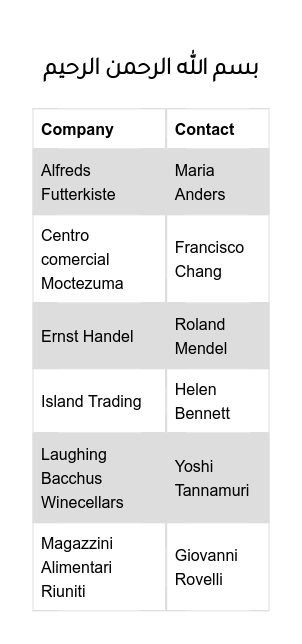 بسم الله الرحمن الرحيم
Company Contact
Alfreds Maria
Futterkiste Anders
Centro
comercial
Moctezuma
Francisco
Chang
Ernst Handel
Roland
Mendel
Island Trading
Helen
Bennett
Laughing
Bacchus
Winecellars
Yoshi
Tannamuri
Magazzini
Alimentari
Riuniti
Giovanni
Rovelli